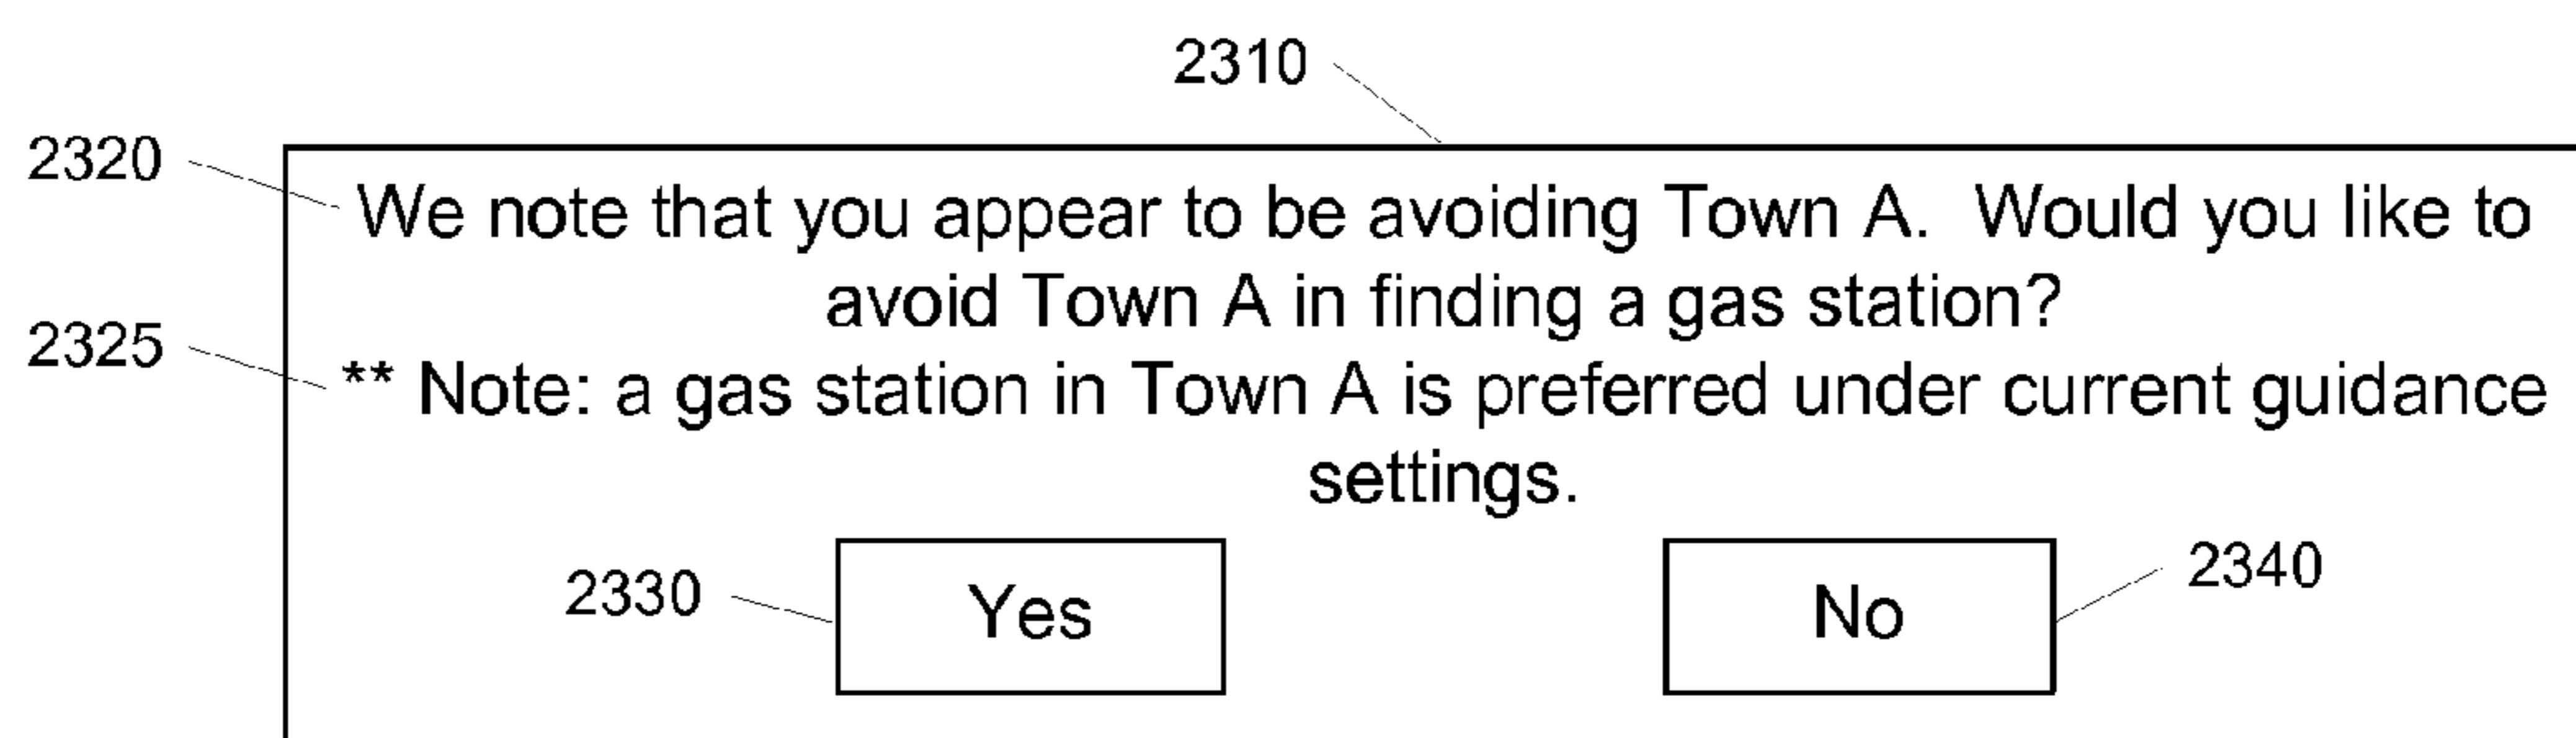 2310
2320
We note that you appear to be avoiding Town A. Would you like to
avoid Town A in finding a gas station?
2325
** Note: a gas station in Town A is preferred under current guidance
settings.
2330
Yes
No
2340